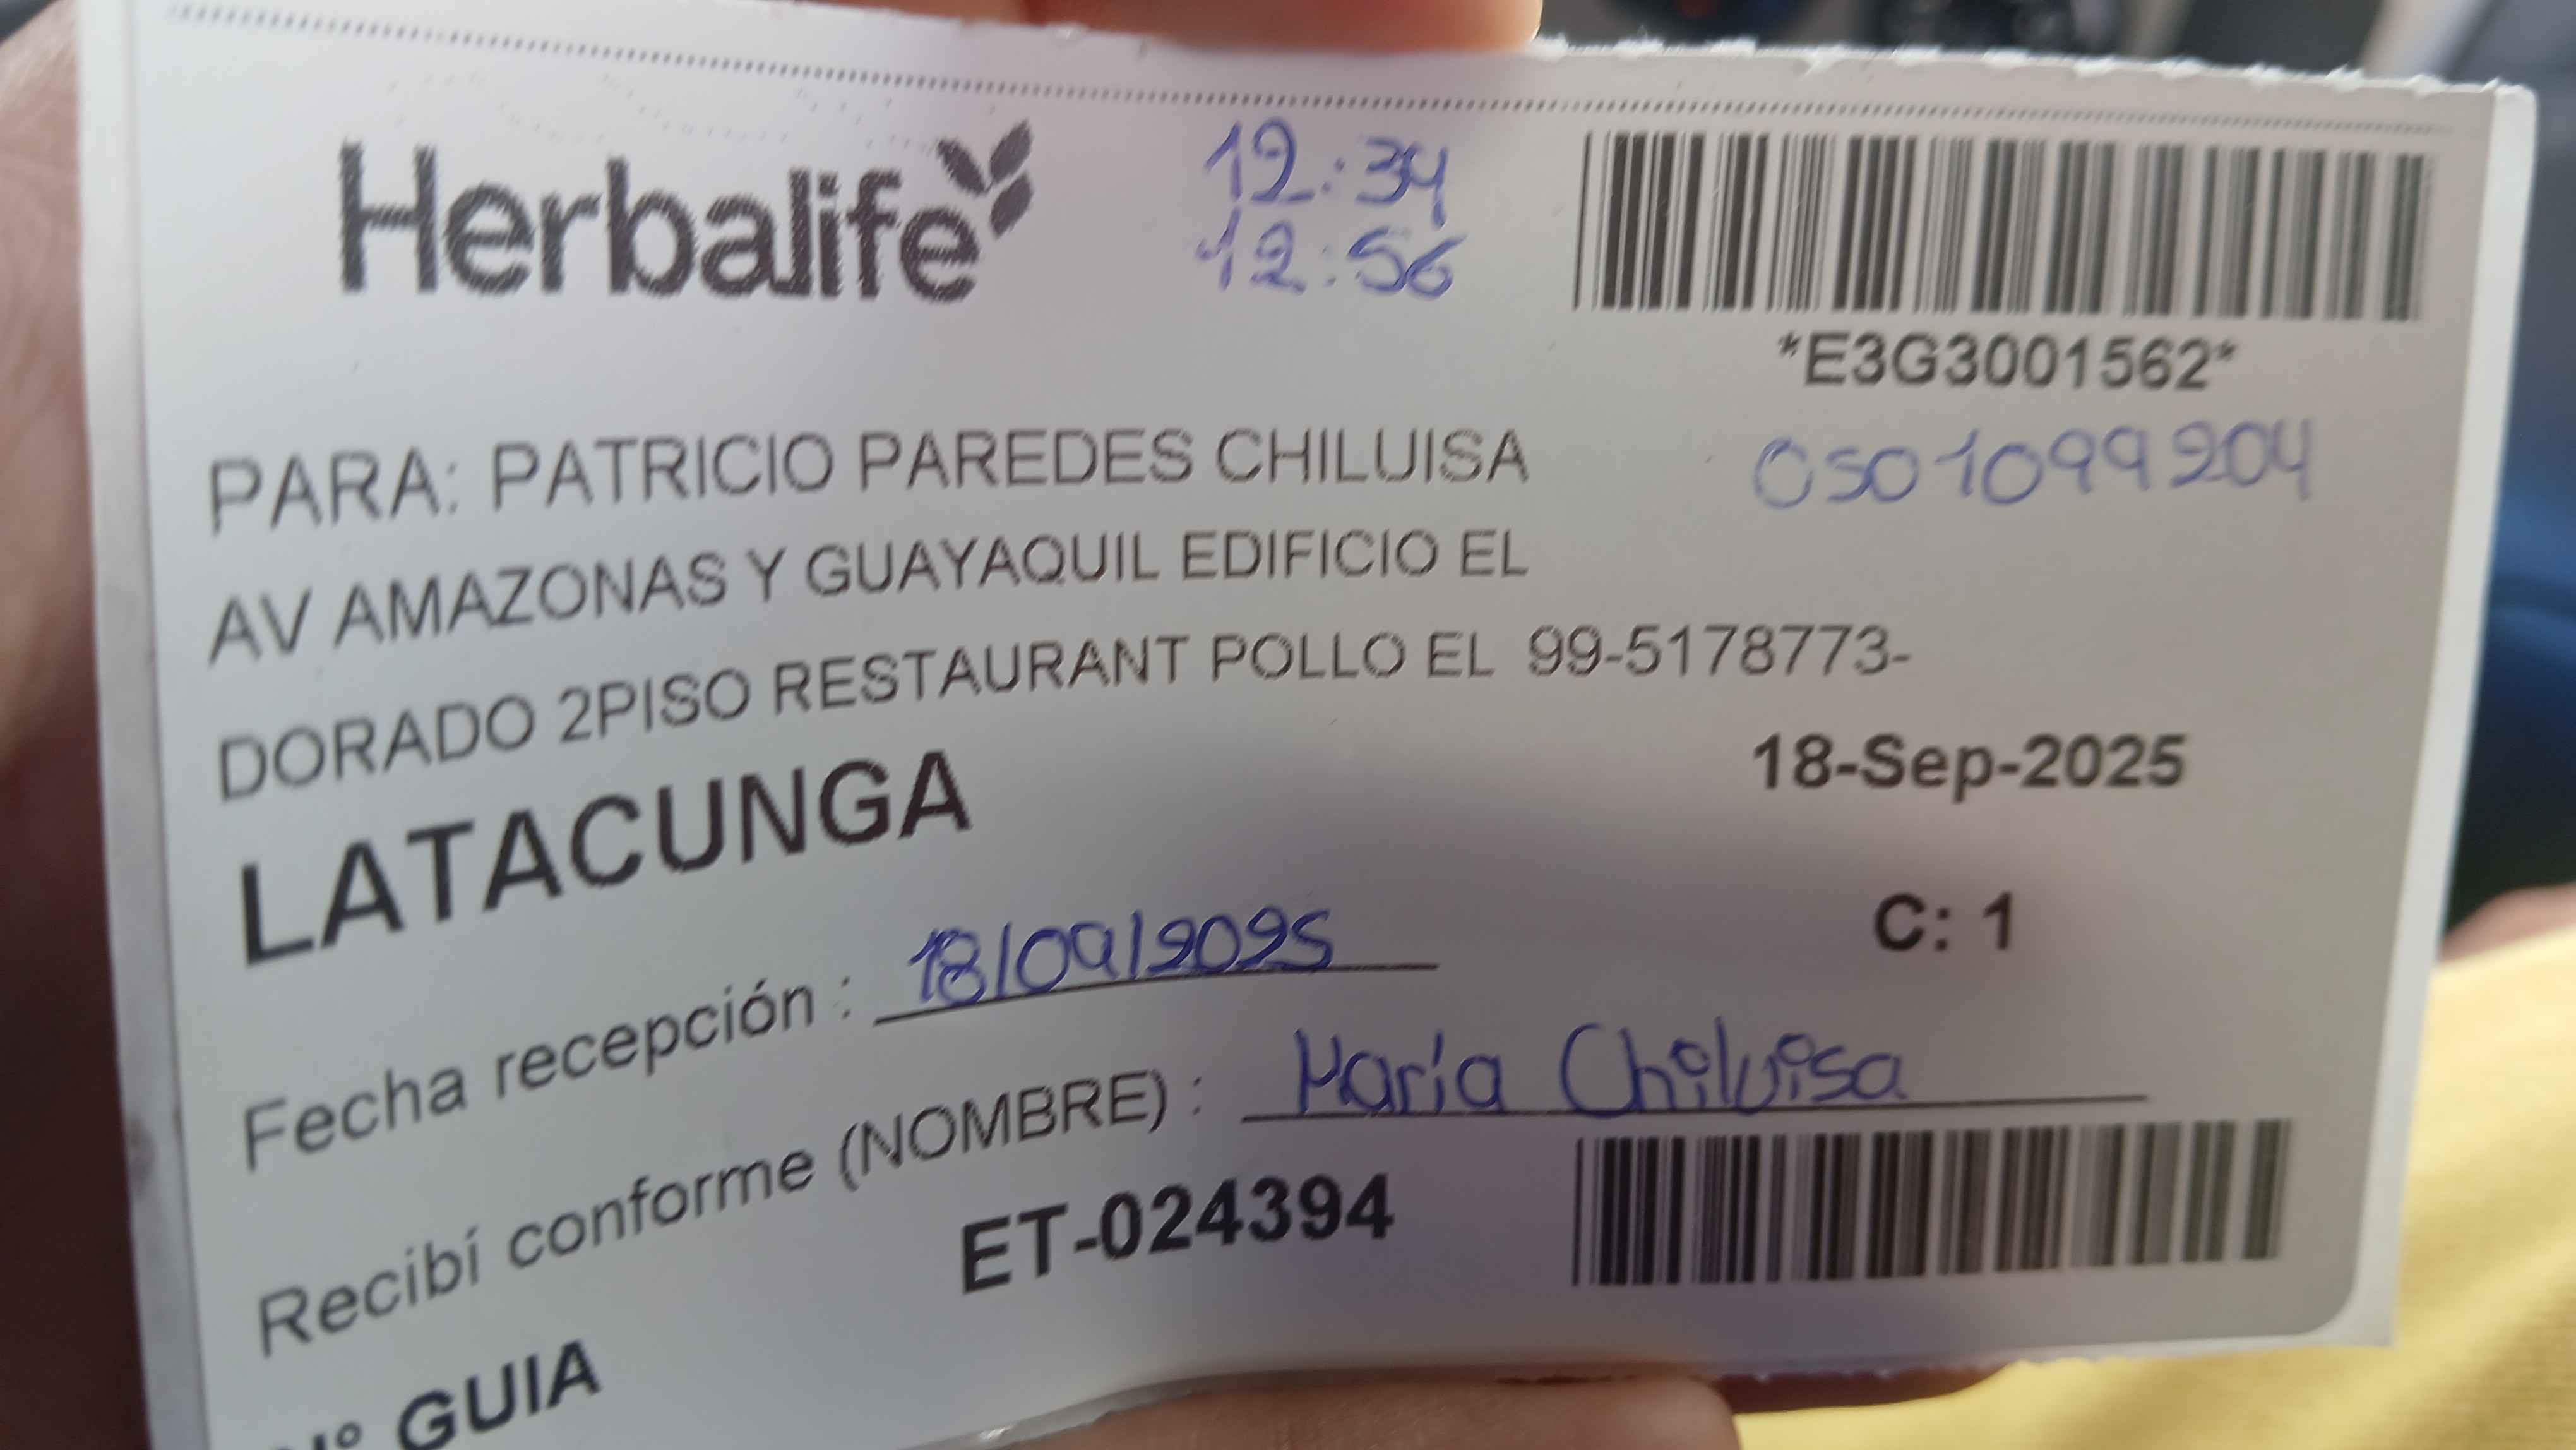 Herbalife
12:34
12:56
*E3G3001562*
PARA: PATRICIO PAREDES CHILUISA
0501099204
AV AMAZONAS Y GUAYAQUIL EDIFICIO EL
DORADO 2PISO RESTAURANT POLLO EL 99-5178773-
LATACUNGA
18-Sep-2025
C: 1
Fecha recepción : 18/09/2025
Recibí conforme (NOMBRE) : María Chiluisa
ET-024394
N° GUIA